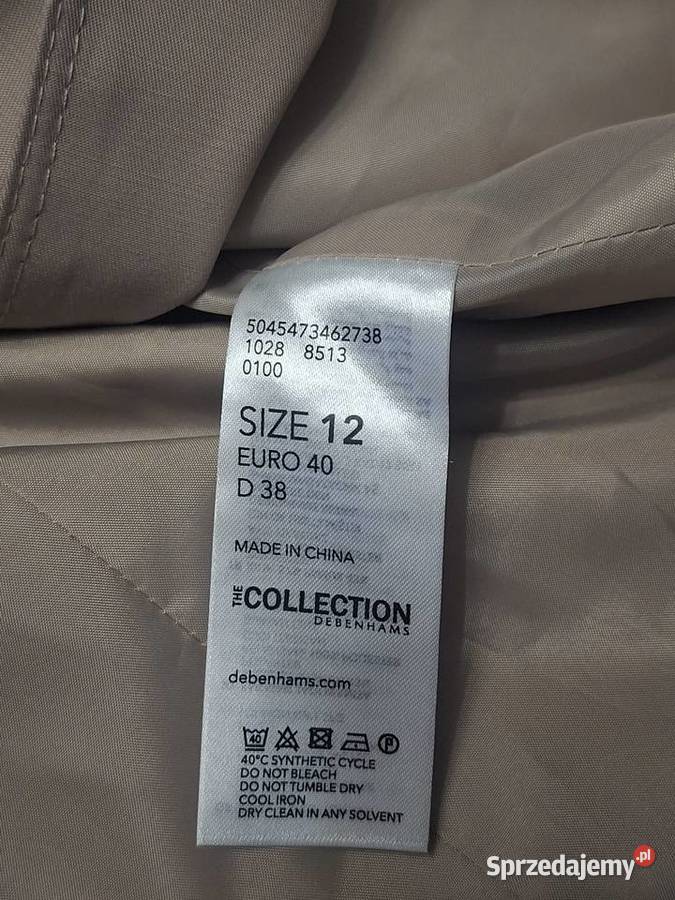 5045473462738
1028 8513
0100
SIZE 12
EURO 40
D 38
MADE IN CHINA
THE COLLECTION
DEBENHAMS
debenhams.com
40
P
40°C SYNTHETIC CYCLE
DO NOT BLEACH
DO NOT TUMBLE DRY
COOL IRON
DRY CLEAN IN ANY SOLVENT
Sprzedajemy.pl